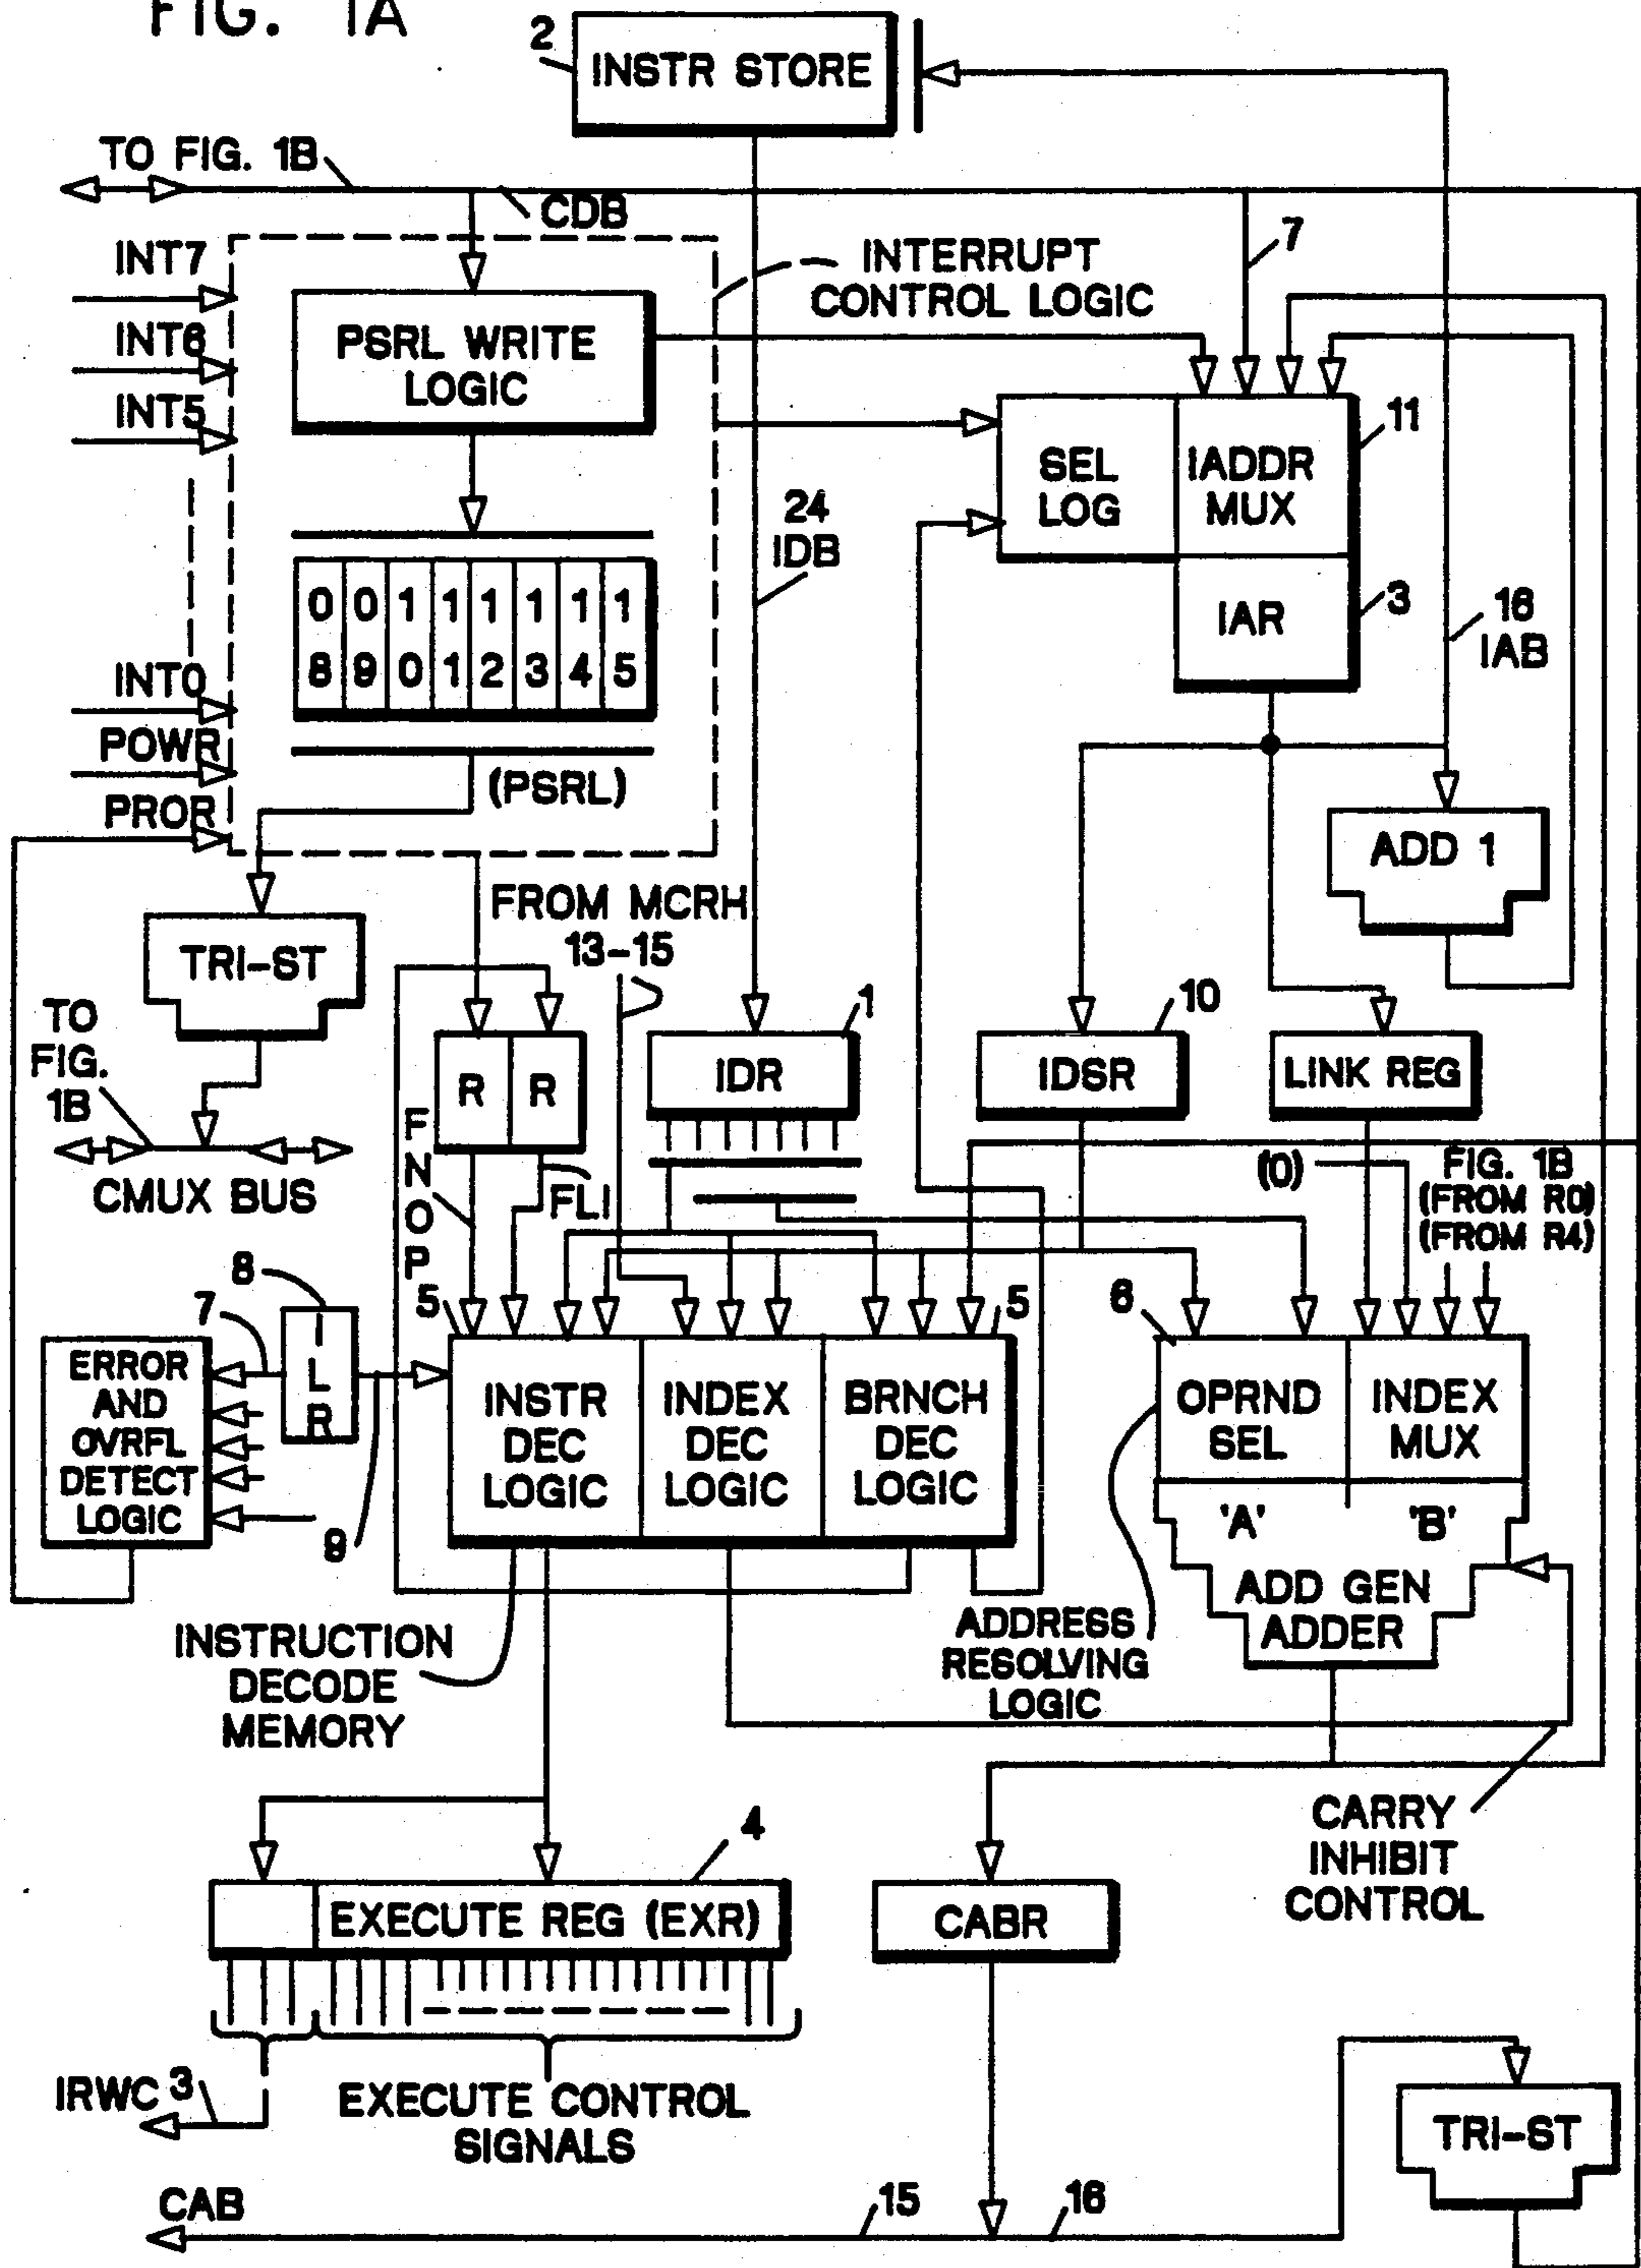 FIG. 1A
2
INSTR STORE
TO FIG. 1B
CDB
INT7
INTERRUPT
CONTROL LOGIC
7
PSRL WRITE
LOGIC
INT6
INT5
11
SEL
LOG
IADDR
MUX
24
IDB
0 0 1 1 1 1 1 1
8 9 0 1 2 3 4 5
IAR
3
16
IAB
INT0
POWR
(PSRL)
PROR
ADD 1
FROM MCRH
13-15
TRI-ST
TO
FIG.
1B
1
10
R R
IDR
IDSR
LINK REG
CMUX BUS
FNOP
FLI
(0)
FIG. 1B
(FROM R0)
(FROM R4)
8
7
5
5
6
ILR
ERROR
AND
OVRFL
DETECT
LOGIC
9
INSTR
DEC
LOGIC
INDEX
DEC
LOGIC
BRNCH
DEC
LOGIC
OPRND
SEL
INDEX
MUX
'A' 'B'
ADD GEN
ADDER
INSTRUCTION
DECODE
MEMORY
ADDRESS
RESOLVING
LOGIC
CARRY
INHIBIT
CONTROL
4
EXECUTE REG (EXR)
CABR
IRWC 3
EXECUTE CONTROL
SIGNALS
TRI-ST
CAB
15
16